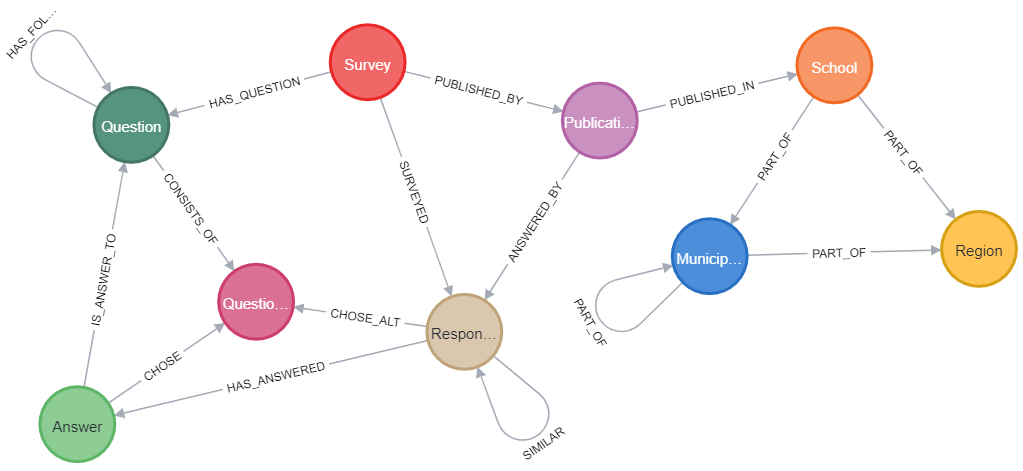 HAS_FOL...
Survey
School
HAS_QUESTION
PUBLISHED_BY
PUBLISHED_IN
Question
Publicati...
PART_OF
PART_OF
CONSISTS_OF
SURVEYED
ANSWERED_BY
Municip...
PART_OF
Region
IS_ANSWER_TO
Questio...
CHOSE_ALT
Respon...
PART_OF
CHOSE
HAS_ANSWERED
Answer
SIMILAR